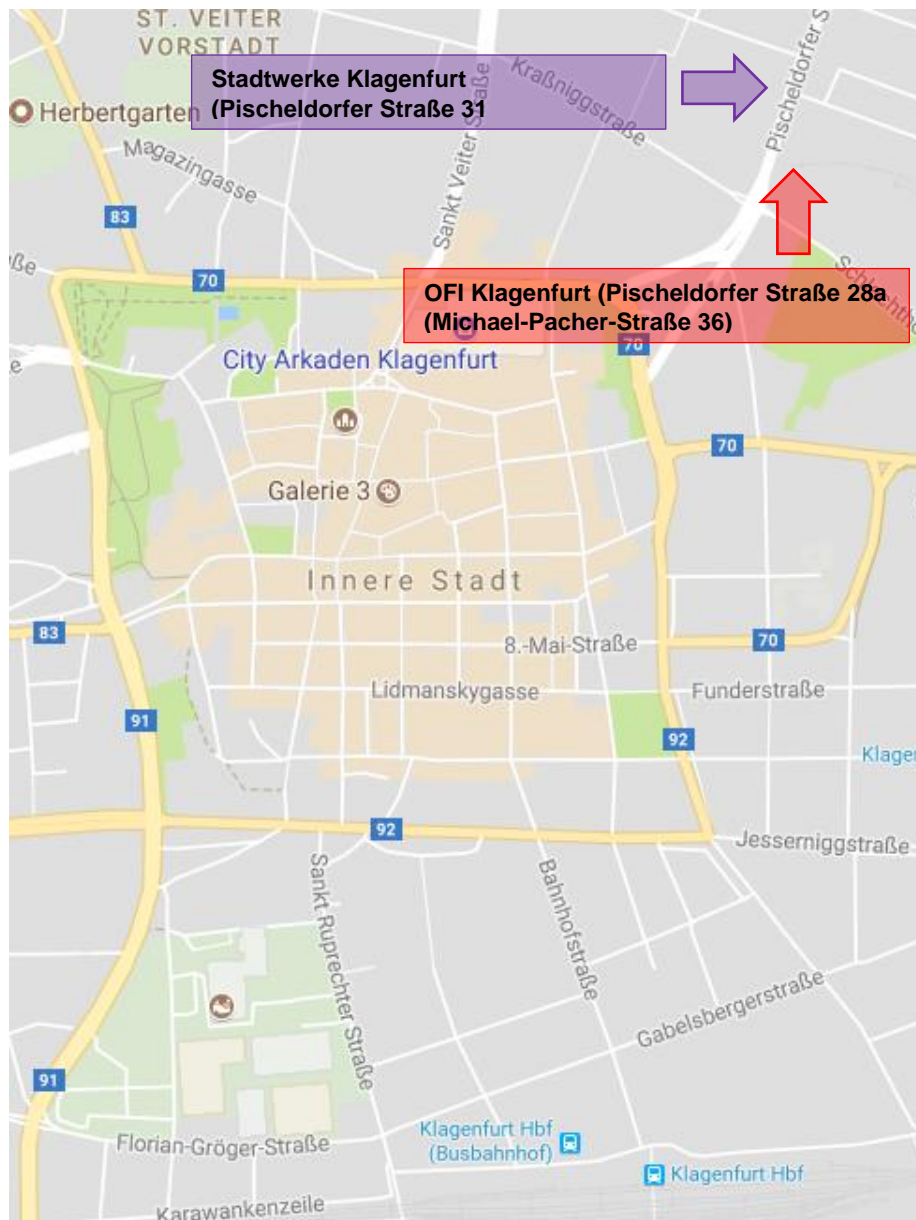 ST. VEITER
VORSTADT
Stadtwerke Klagenfurt
(Pischeldorfer Straße 31
Kraßniggstraße
Pischeldorfer S
Herbertgarten
Magazingasse
Sankt Veiter Straße
83
70
ße
OFI Klagenfurt (Pischeldorfer Straße 28a
(Michael-Pacher-Straße 36)
Schlachth
70
City Arkaden Klagenfurt
e
70
Galerie 3
Innere Stadt
83
8.-Mai-Straße
70
Lidmanskygasse
Funderstraße
91
92
Klagen
92
Jesserniggstraße
Sankt Ruprechter Straße
Bahnhofstraße
Gabelsbergerstraße
91
Florian-Gröger-Straße
Klagenfurt Hbf
(Busbahnhof)
Klagenfurt Hbf
Karawankenzeile